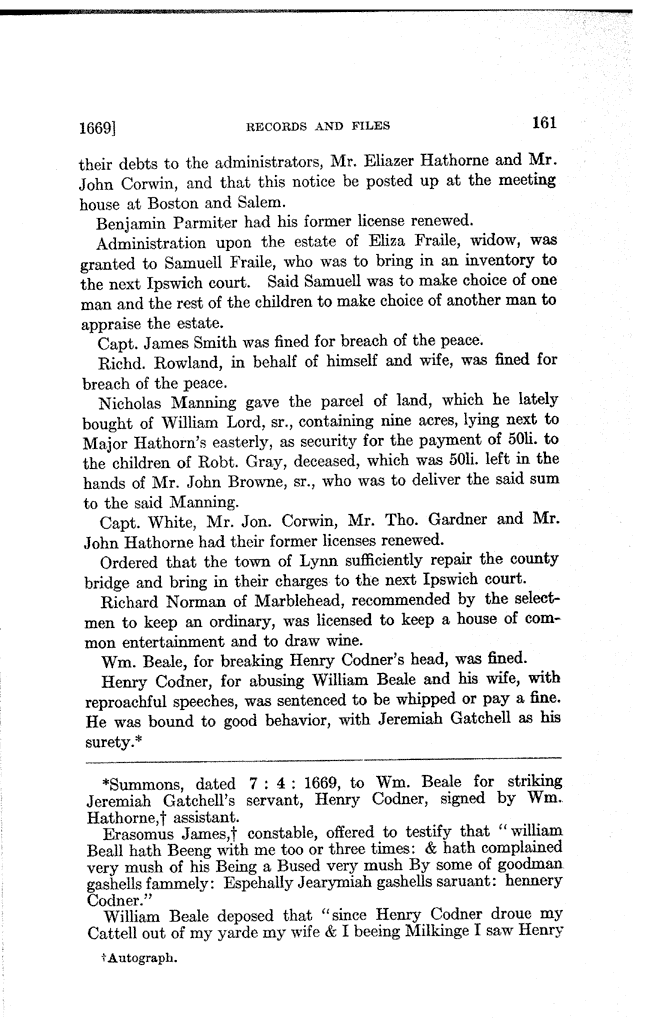 1669] RECORDS AND FILES 161
their debts to the administrators, Mr. Eliazer Hathorne and Mr.
John Corwin, and that this notice be posted up at the meeting
house at Boston and Salem.
Benjamin Parmiter had his former license renewed.
Administration upon the estate of Eliza Fraile, widow, was
granted to Samuell Fraile, who was to bring in an inventory to
the next Ipswich court. Said Samuell was to make choice of one
man and the rest of the children to make choice of another man to
appraise the estate.
Capt. James Smith was fined for breach of the peace.
Richd. Rowland, in behalf of himself and wife, was fined for
breach of the peace.
Nicholas Manning gave the parcel of land, which he lately
bought of William Lord, sr., containing nine acres, lying next to
Major Hathorn's easterly, as security for the payment of 50li. to
the children of Robt. Gray, deceased, which was 50li. left in the
hands of Mr. John Browne, sr., who was to deliver the said sum
to the said Manning.
Capt. White, Mr. Jon. Corwin, Mr. Tho. Gardner and Mr.
John Hathorne had their former licenses renewed.
Ordered that the town of Lynn sufficiently repair the county
bridge and bring in their charges to the next Ipswich court.
Richard Norman of Marblehead, recommended by the select-
men to keep an ordinary, was licensed to keep a house of com-
mon entertainment and to draw wine.
Wm. Beale, for breaking Henry Codner's head, was fined.
Henry Codner, for abusing William Beale and his wife, with
reproachful speeches, was sentenced to be whipped or pay a fine.
He was bound to good behavior, with Jeremiah Gatchell as his
surety.*
*Summons, dated 7 : 4 : 1669, to Wm. Beale for striking
Jeremiah Gatchell's servant, Henry Codner, signed by Wm.
Hathorne,† assistant.
Erasomus James,† constable, offered to testify that "william
Beall hath Beeng with me too or three times: & hath complained
very mush of his Being a Bused very mush By some of goodman
gashells fammely: Espehally Jearymiah gashells saruant: hennery
Codner."
William Beale deposed that "since Henry Codner droue my
Cattell out of my yarde my wife & I beeing Milkinge I saw Henry
†Autograph.